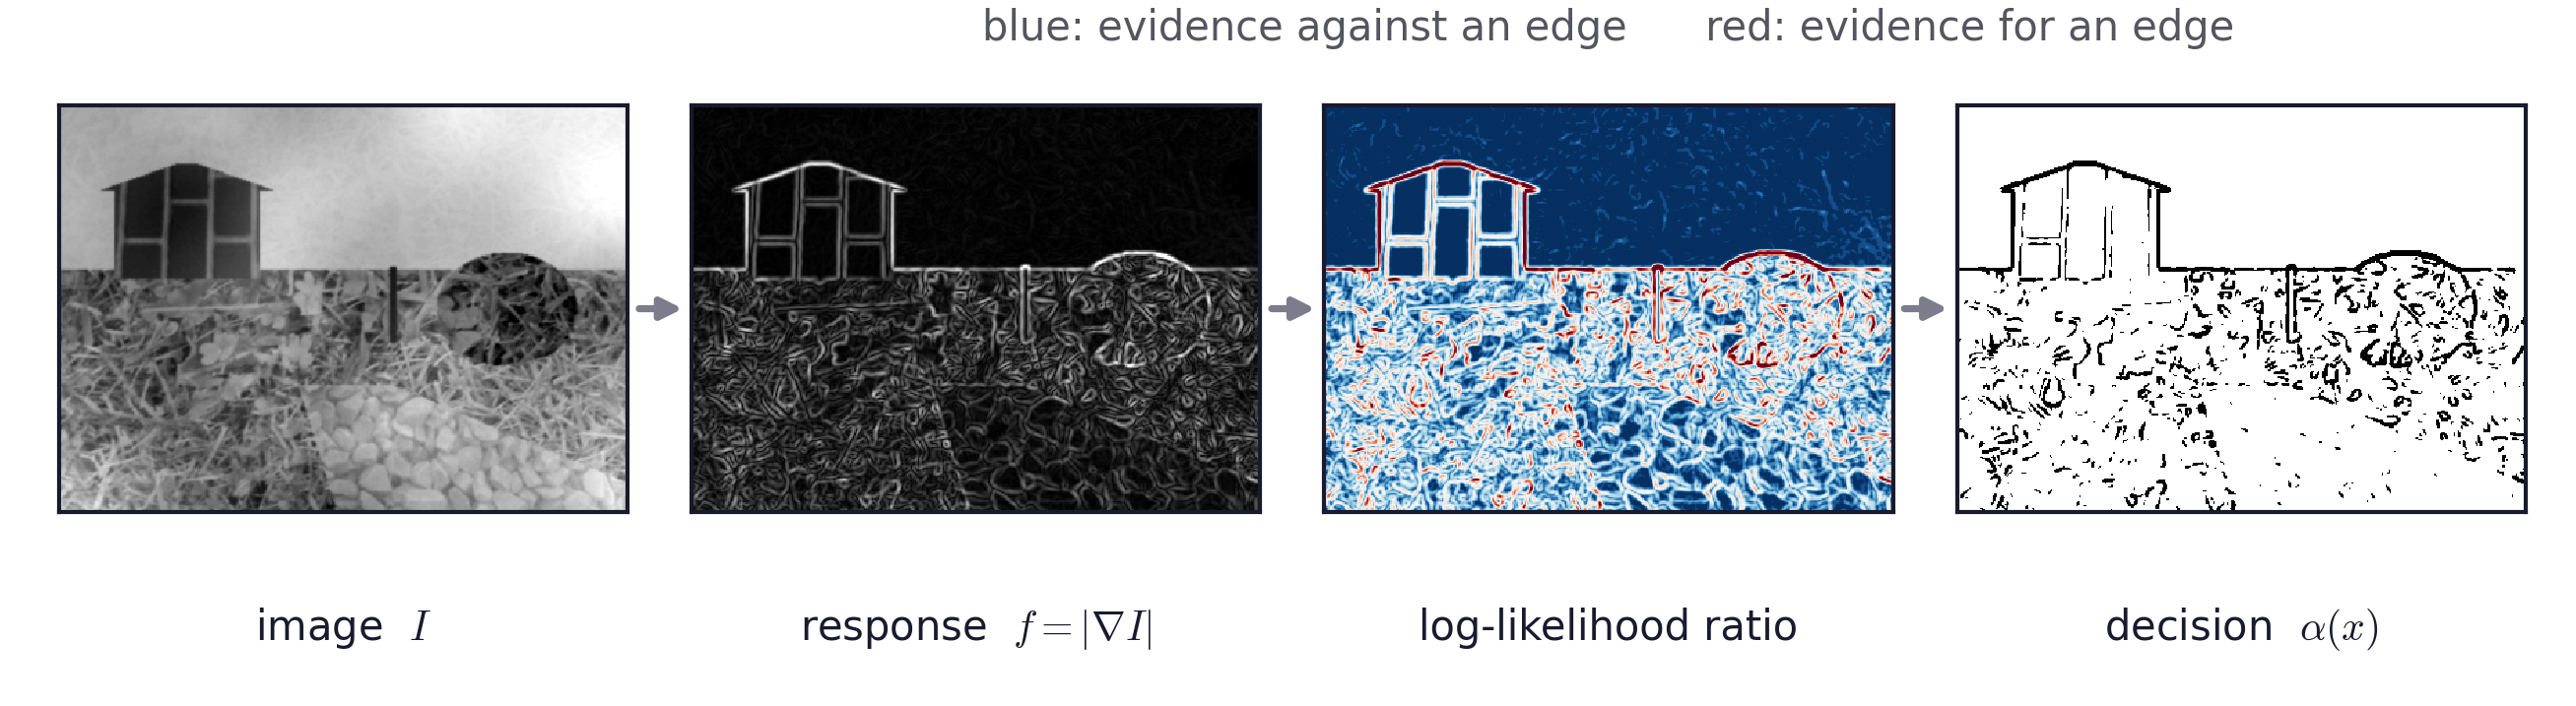 blue: evidence against an edge red: evidence for an edge
image I
response f = |∇I|
log-likelihood ratio
decision α(x)